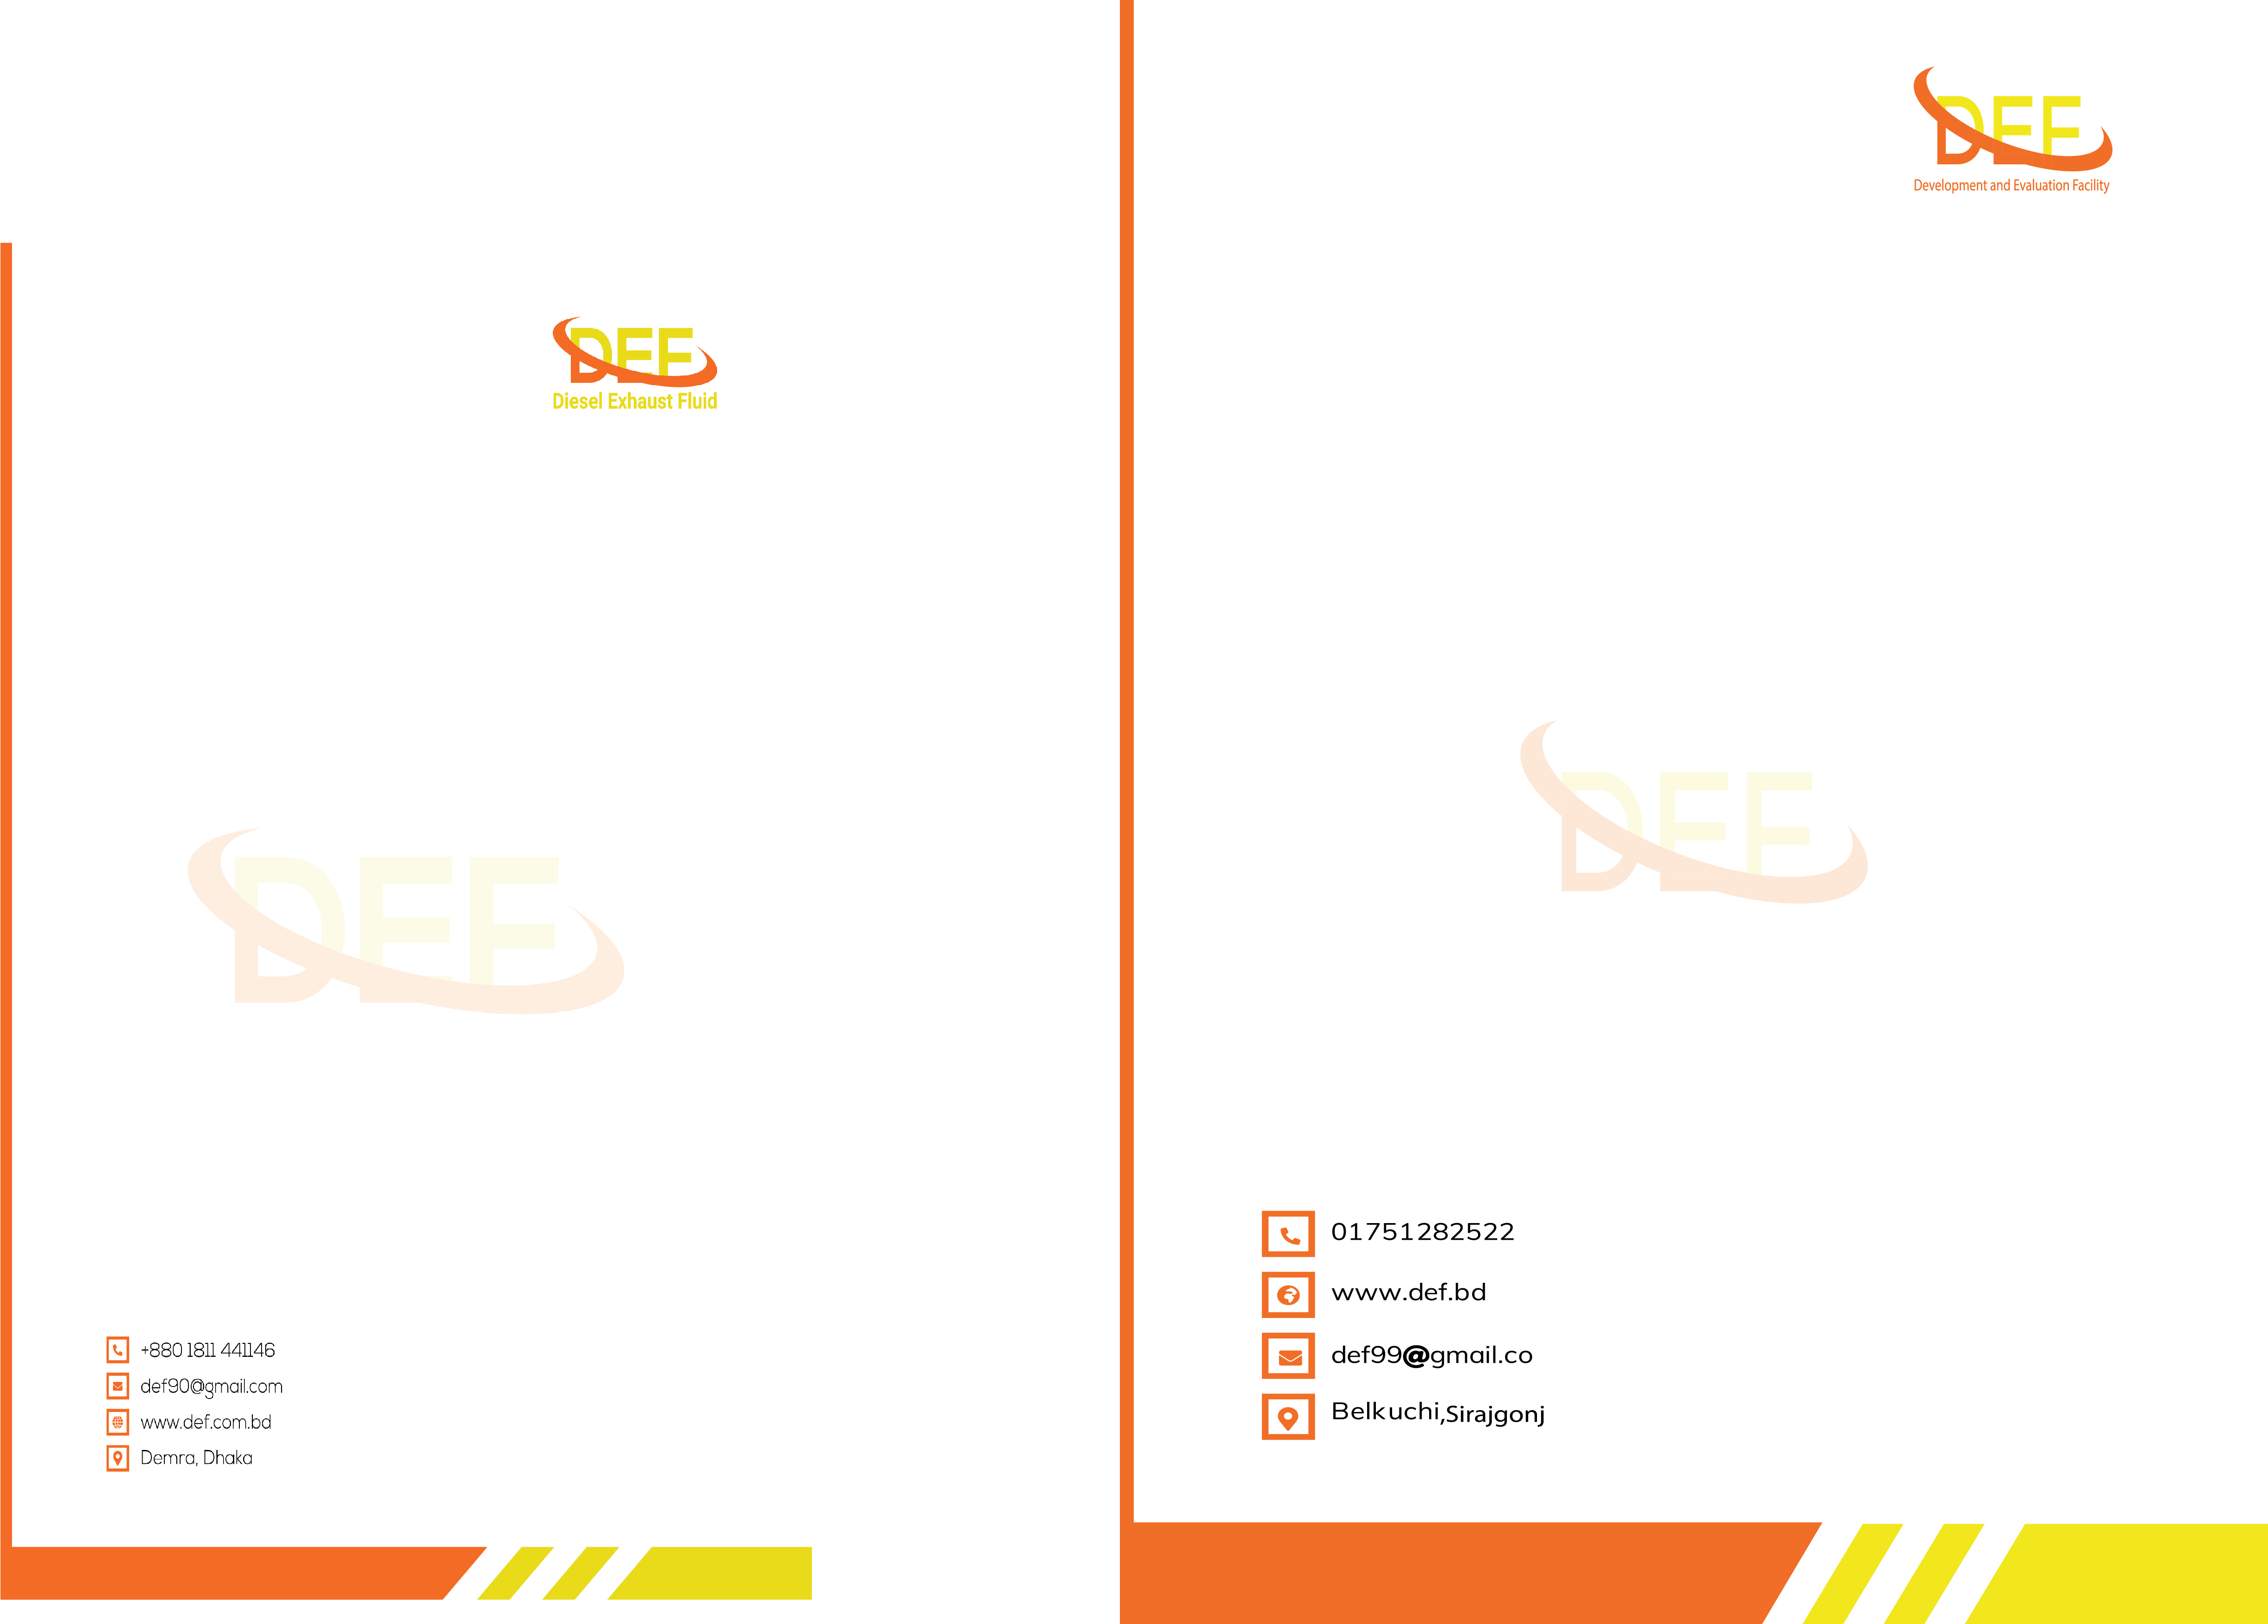 DEF
Diesel Exhaust Fluid
DEF
+880 1811 441146
def90@gmail.com
www.def.com.bd
Demra, Dhaka
DEF
Development and Evaluation Facility
DEF
01751282522
www.def.bd
def99@gmail.co
Belkuchi,Sirajgonj